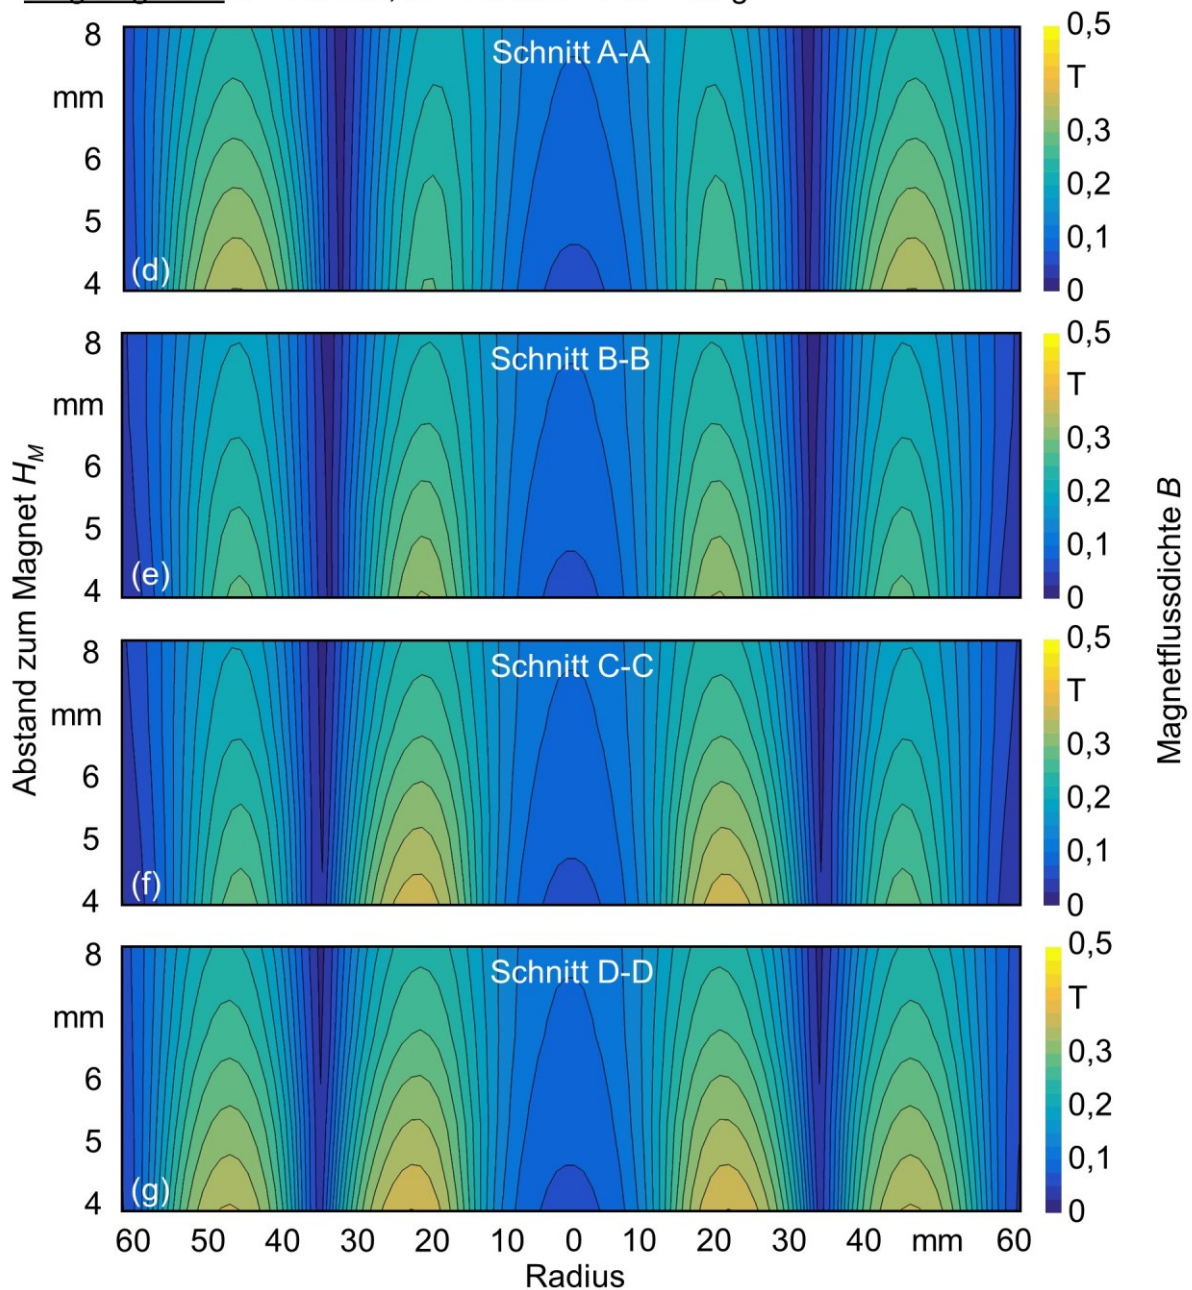 8 Schnitt A-A 0,5
mm T
6 0,3
0,2
5 0,1
4 (d) 0
8 Schnitt B-B 0,5
mm T
6 0,3
0,2
5 0,1
4 (e) 0
Abstand zum Magnet H_M
Magnetflussdichte B
8 Schnitt C-C 0,5
mm T
6 0,3
0,2
5 0,1
4 (f) 0
8 Schnitt D-D 0,5
mm T
6 0,3
0,2
5 0,1
4 (g) 0
60 50 40 30 20 10 0 10 20 30 40 mm 60
Radius